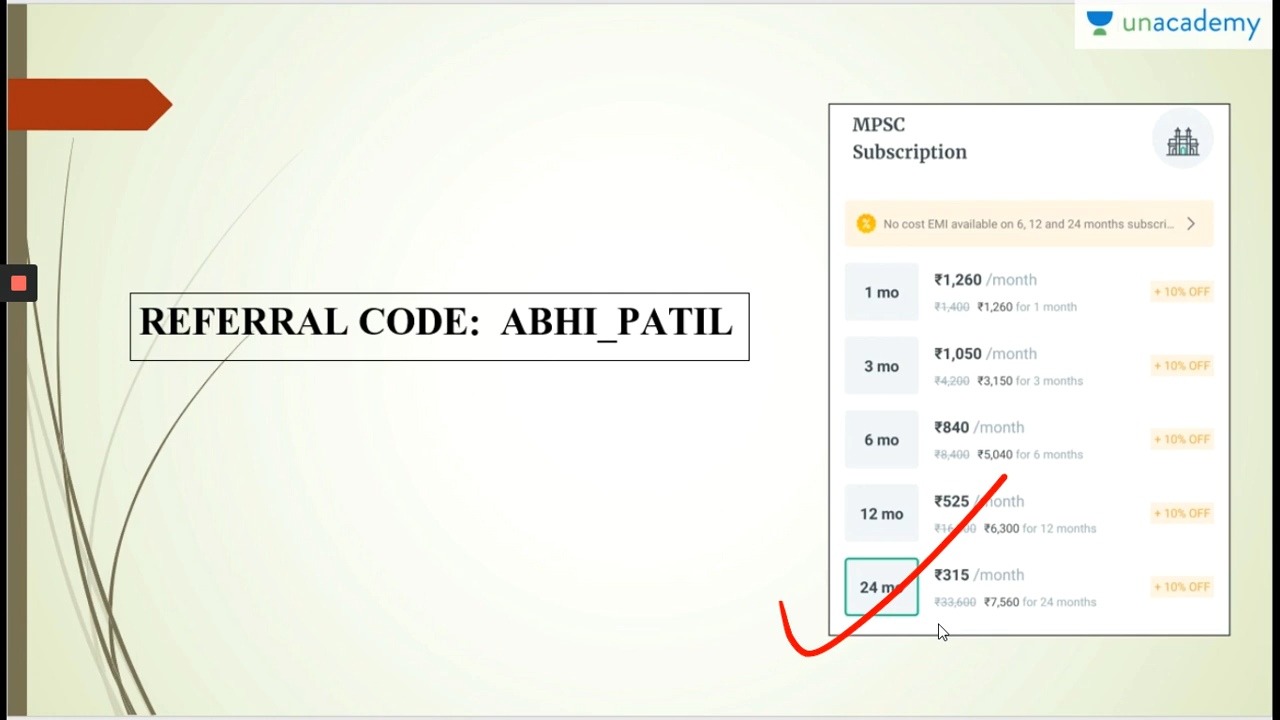 unacademy
MPSC
Subscription
No cost EMI available on 6, 12 and 24 months subscri...
1 mo
₹1,260 /month
₹1,400 ₹1,260 for 1 month
+ 10% OFF
REFERRAL CODE: ABHI_PATIL
3 mo
₹1,050 /month
₹4,200 ₹3,150 for 3 months
+ 10% OFF
6 mo
₹840 /month
₹8,400 ₹5,040 for 6 months
+ 10% OFF
12 mo
₹525 /month
₹6,300 for 12 months
+ 10% OFF
24 mo
₹315 /month
₹33,600 ₹7,560 for 24 months
+ 10% OFF